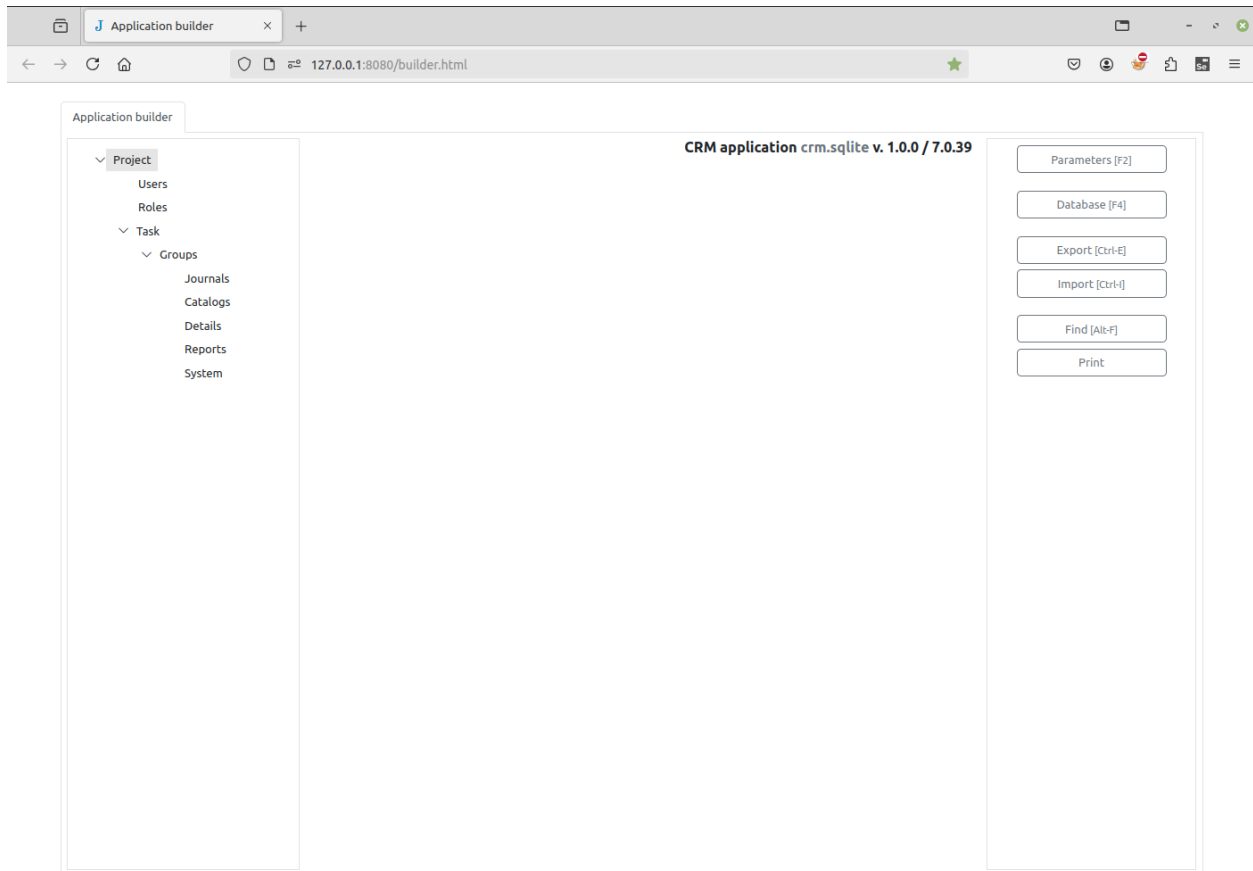 J Application builder
127.0.0.1:8080/builder.html
Se
Application builder
Project
Users
Roles
Task
Groups
Journals
Catalogs
Details
Reports
System
CRM application crm.sqlite v. 1.0.0 / 7.0.39
Parameters [F2]
Database [F4]
Export [Ctrl-E]
Import [Ctrl-I]
Find [Alt-F]
Print